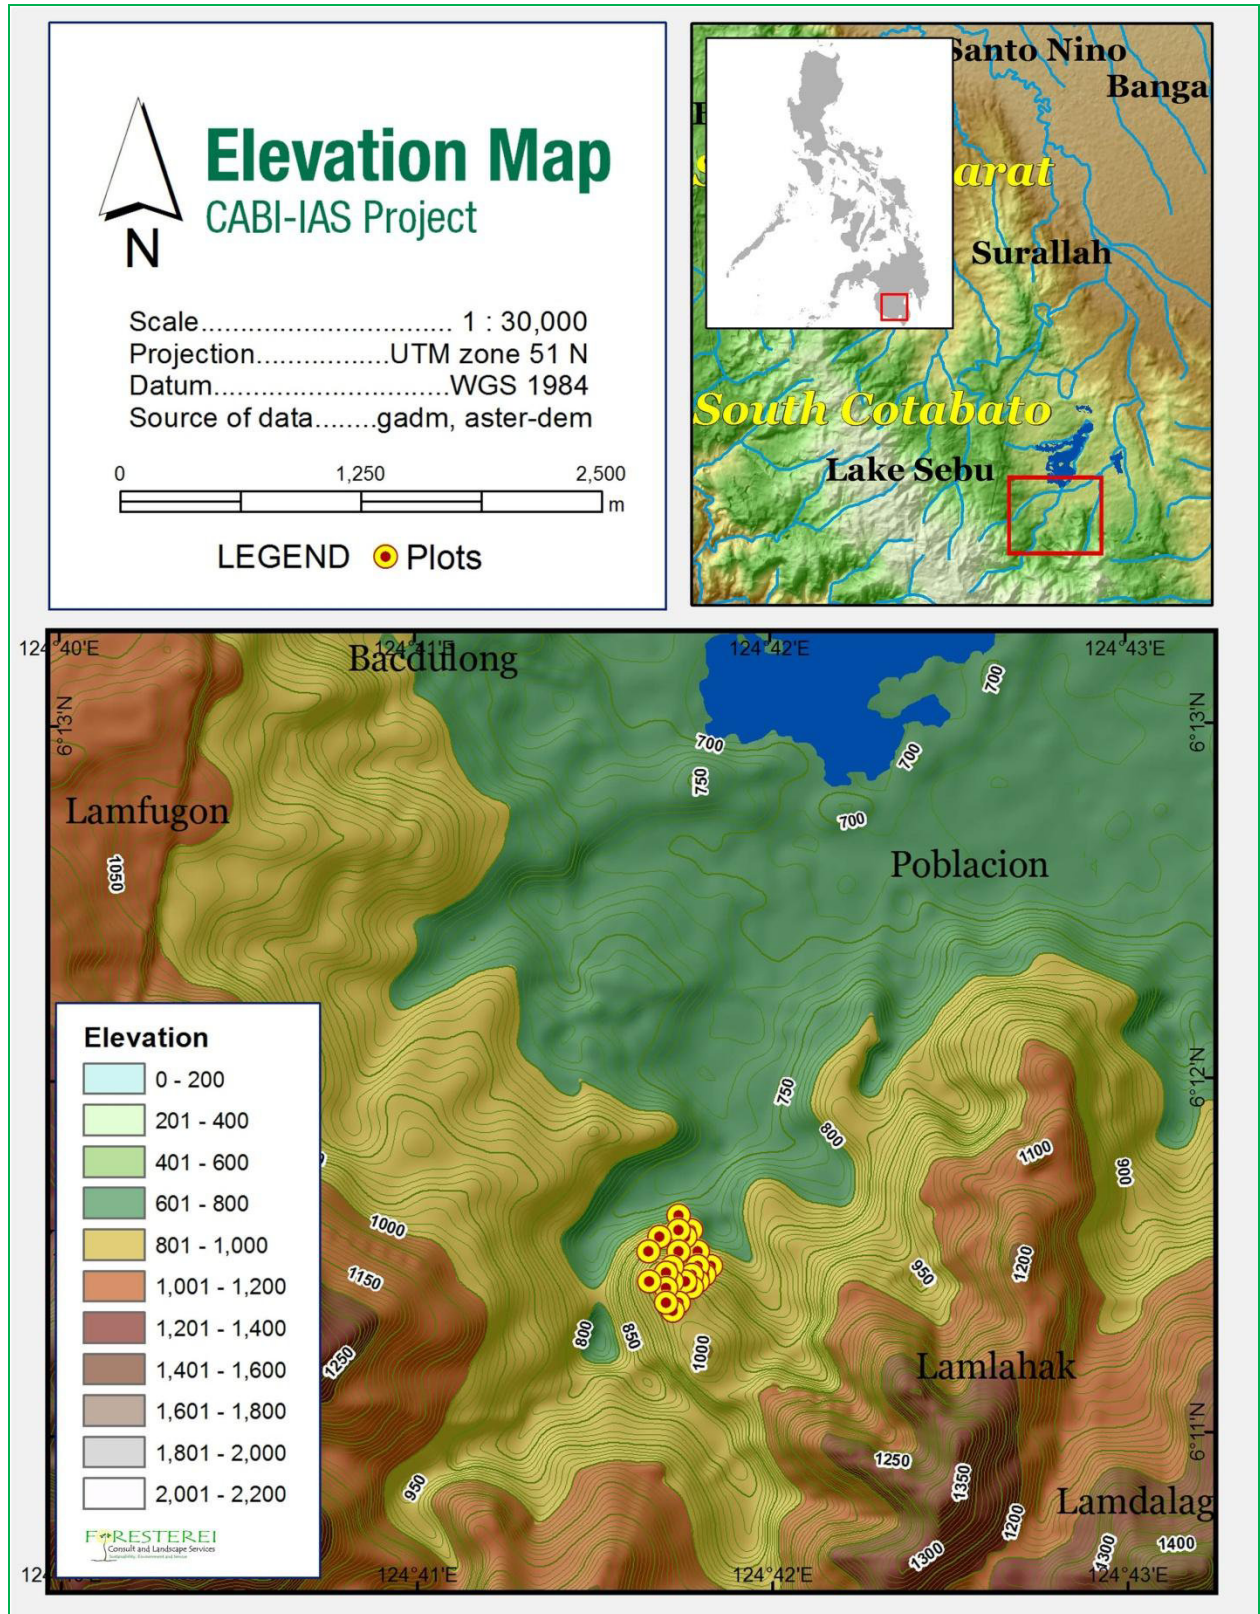 Elevation Map
CABI-IAS Project
N
Scale................................ 1 : 30,000
Projection.................UTM zone 51 N
Datum..............................WGS 1984
Source of data........gadm, aster-dem
0 1,250 2,500
m
LEGEND Plots
Santo Nino
Banga
arat
Surallah
South Cotabato
Lake Sebu
124°40'E 124°41'E 124°42'E 124°43'E
Bacdulong
700
6°13'N 6°13'N
700 700
750
Lamfugon
700
1050
Poblacion
Elevation
0 - 200
201 - 400
401 - 600
601 - 800
801 - 1,000
1,001 - 1,200
1,201 - 1,400
1,401 - 1,600
1,601 - 1,800
1,801 - 2,000
2,001 - 2,200
FORESTEREI
Consult and Landscape Services
6°12'N
750
800
1100
900
1000
1150
1200
950
800
850
1000
1250
Lamlahak
6°11'N
1250
1350
950
Lamdalag
1200
1300
1300
1400
124°41'E 124°42'E 124°43'E